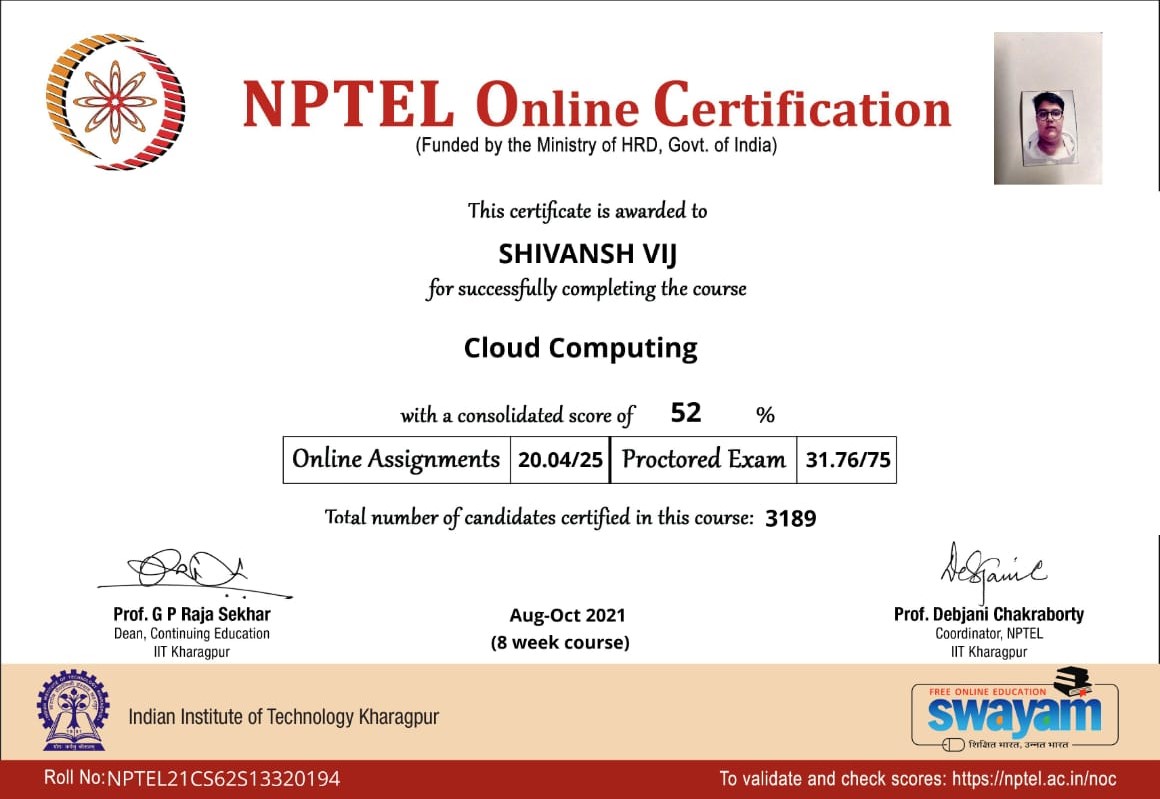 NPTEL Online Certification
(Funded by the Ministry of HRD, Govt. of India)
This certificate is awarded to
SHIVANSH VIJ
for successfully completing the course
Cloud Computing
with a consolidated score of 52 %
Online Assignments 20.04/25 Proctored Exam 31.76/75
Total number of candidates certified in this course: 3189
Prof. G P Raja Sekhar
Dean, Continuing Education
IIT Kharagpur
Aug-Oct 2021
(8 week course)
Prof. Debjani Chakraborty
Coordinator, NPTEL
IIT Kharagpur
Indian Institute of Technology Kharagpur
FREE ONLINE EDUCATION
swayam
शिक्षित भारत, उन्नत भारत
Roll No: NPTEL21CS62S13320194
To validate and check scores: https://nptel.ac.in/noc